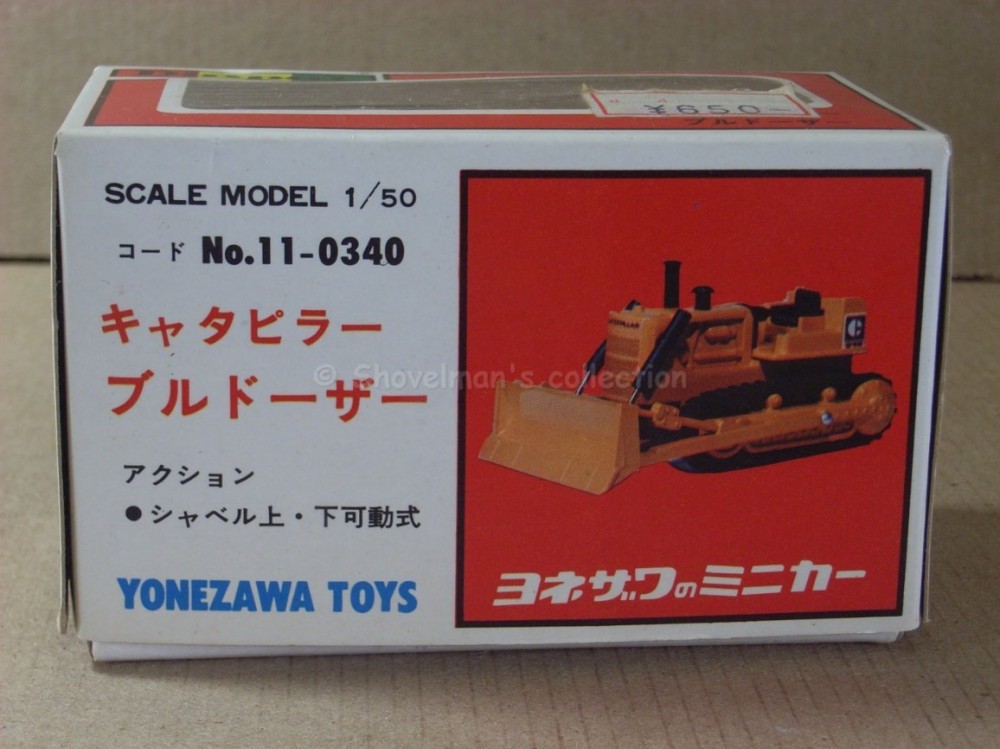 ¥650
ブルドーザー
SCALE MODEL 1/50
コード No.11-0340
キャタピラー
ブルドーザー
アクション
●シャベル上・下可動式
YONEZAWA TOYS
ヨネザワのミニカー
© Shovelman's collection